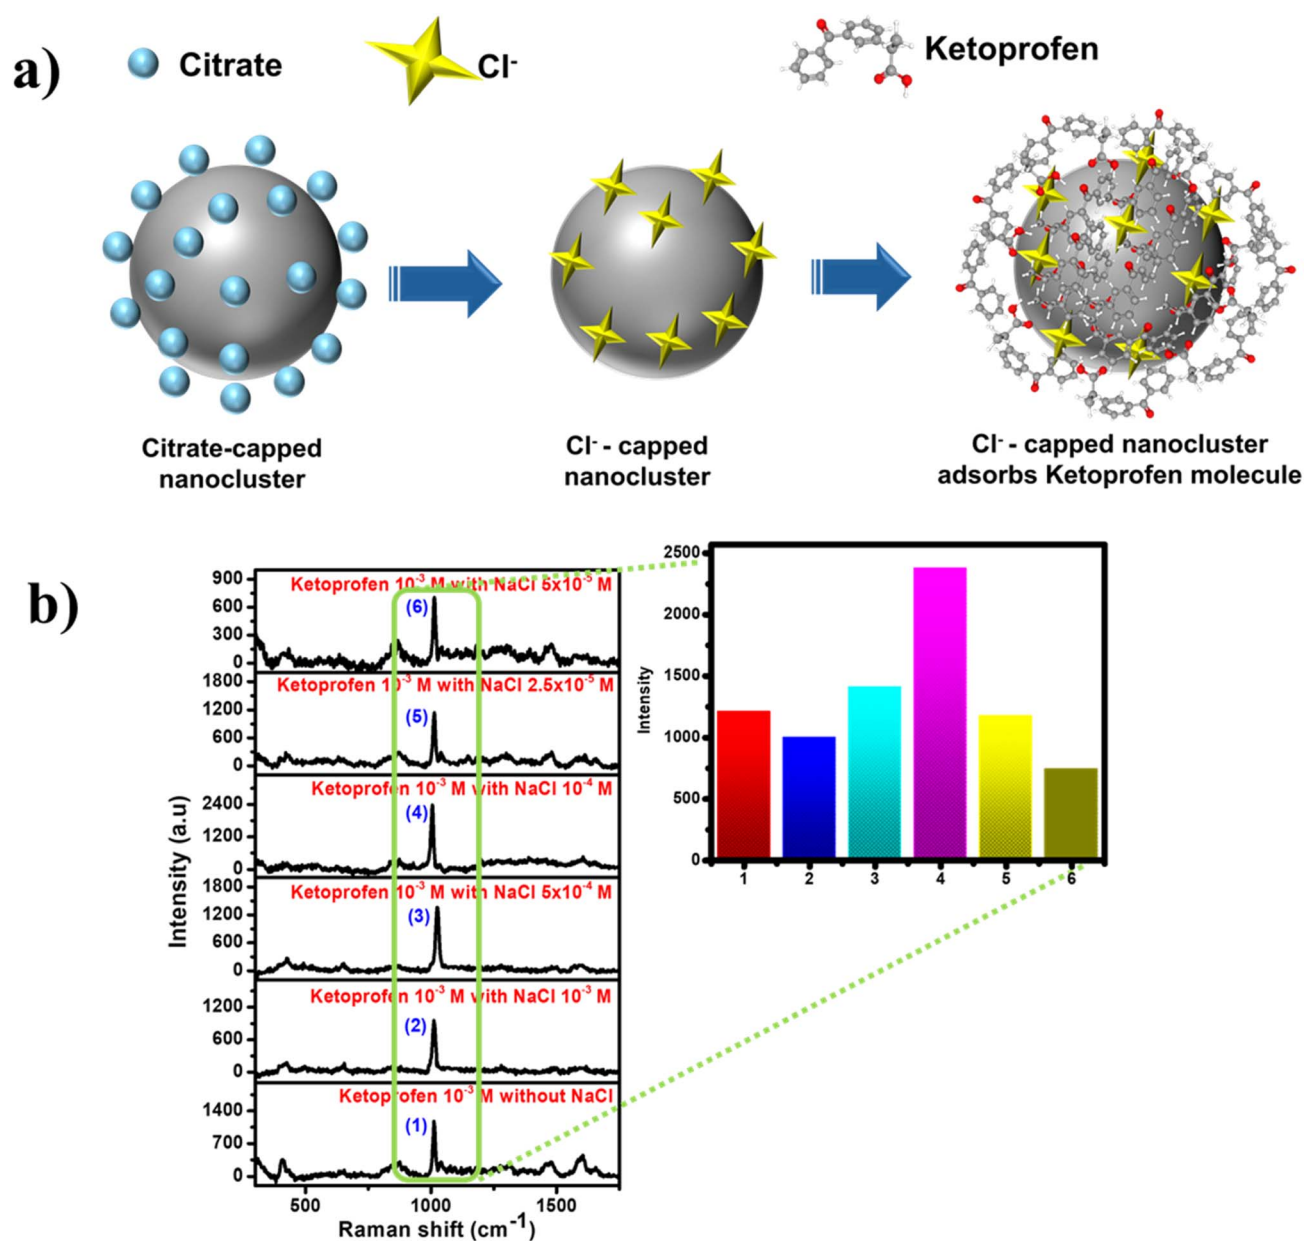 a)
Citrate
Cl⁻
Ketoprofen
Citrate-capped
nanocluster
Cl⁻ - capped
nanocluster
Cl⁻ - capped nanocluster
adsorbs Ketoprofen molecule
b)
Intensity (a.u)
900
600
300
0
Ketoprofen 10⁻³ M with NaCl 5x10⁻⁵ M
(6)
1800
1200
600
0
Ketoprofen 10⁻³ M with NaCl 2.5x10⁻⁵ M
(5)
2400
1200
0
Ketoprofen 10⁻³ M with NaCl 10⁻⁴ M
(4)
1800
1200
600
0
Ketoprofen 10⁻³ M with NaCl 5x10⁻⁴ M
(3)
1200
600
0
Ketoprofen 10⁻³ M with NaCl 10⁻³ M
(2)
1400
700
0
Ketoprofen 10⁻³ M without NaCl
(1)
500 1000 1500
Raman shift (cm⁻¹)
Intensity
2500
2000
1500
1000
500
0
1 2 3 4 5 6